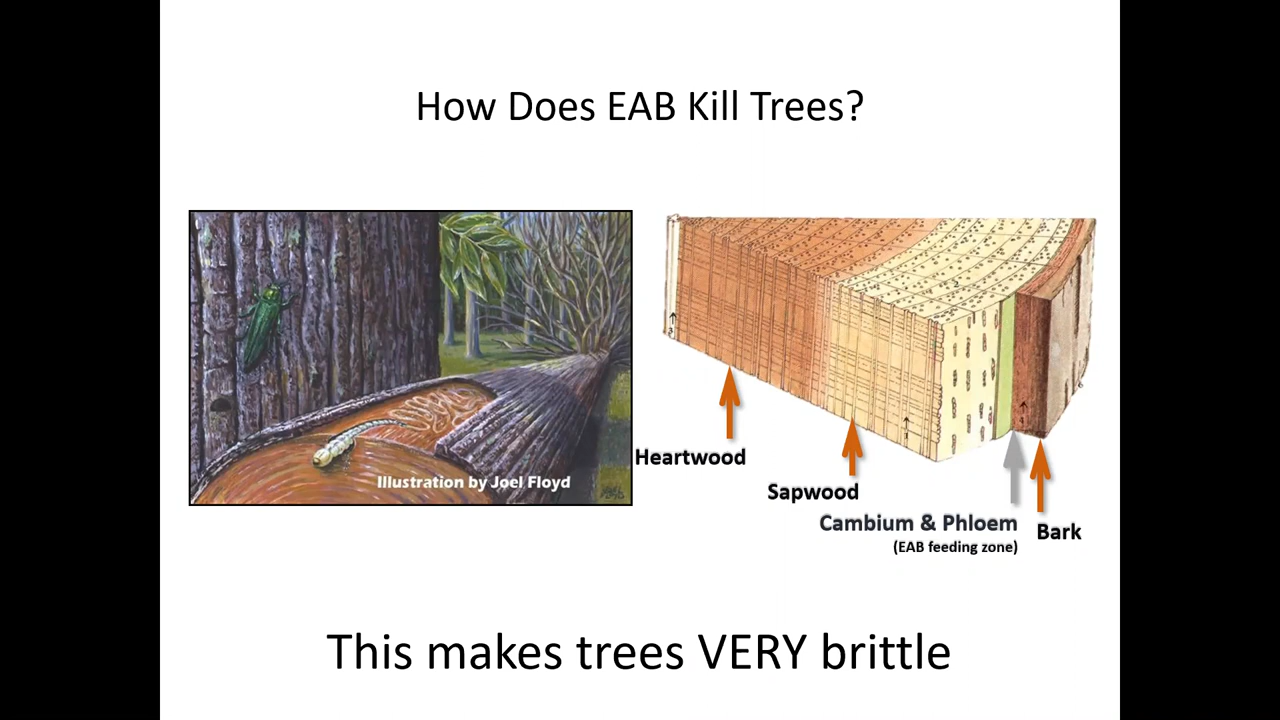 How Does EAB Kill Trees?
Illustration by Joel Floyd
Heartwood
Sapwood
Cambium & Phloem
(EAB feeding zone)
Bark
This makes trees VERY brittle